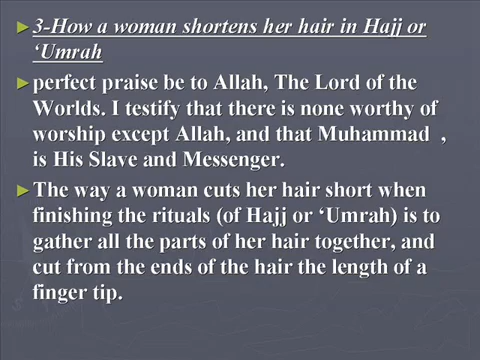 3-How a woman shortens her hair in Hajj or
‘Umrah
perfect praise be to Allah, The Lord of the
Worlds. I testify that there is none worthy of
worship except Allah, and that Muhammad , 
is His Slave and Messenger.
The way a woman cuts her hair short when
finishing the rituals (of Hajj or ‘Umrah) is to
gather all the parts of her hair together, and
cut from the ends of the hair the length of a
finger tip.